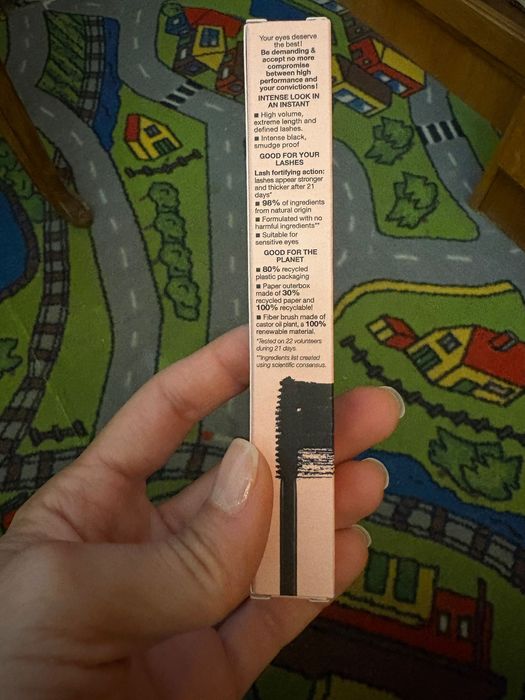 Your eyes deserve
the best!
Be demanding &
accept no more
compromise
between high
performance and
your convictions!
INTENSE LOOK IN
AN INSTANT
■ High volume,
extreme length and
defined lashes.
■ Intense black,
smudge proof
GOOD FOR YOUR
LASHES
Lash fortifying action:
lashes appear stronger
and thicker after 21
days*
■ 98% of ingredients
from natural origin
■ Formulated with no
harmful ingredients**
■ Suitable for
sensitive eyes
GOOD FOR THE
PLANET
■ 80% recycled
plastic packaging
■ Paper outerbox
made of 30%
recycled paper and
100% recyclable!
■ Fiber brush made of
castor oil plant, a 100%
renewable material.
*Tested on 22 volunteers
during 21 days.
**Ingredients list created
using scientific consensus.